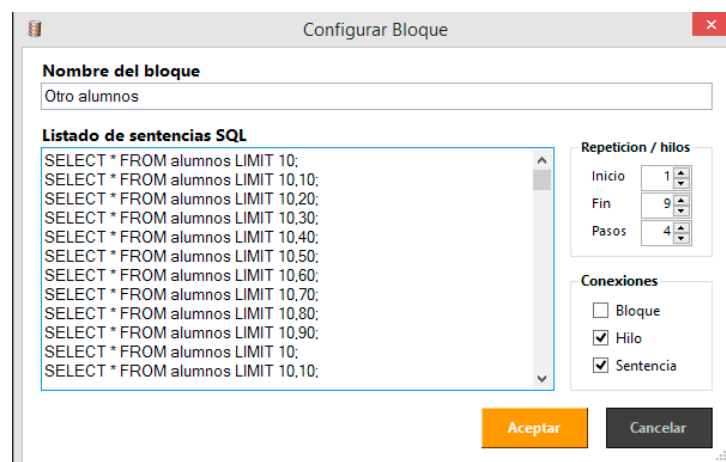 Configurar Bloque
Nombre del bloque
Otro alumnos
Listado de sentencias SQL
SELECT * FROM alumnos LIMIT 10;
SELECT * FROM alumnos LIMIT 10,10;
SELECT * FROM alumnos LIMIT 10,20;
SELECT * FROM alumnos LIMIT 10,30;
SELECT * FROM alumnos LIMIT 10,40;
SELECT * FROM alumnos LIMIT 10,50;
SELECT * FROM alumnos LIMIT 10,60;
SELECT * FROM alumnos LIMIT 10,70;
SELECT * FROM alumnos LIMIT 10,80;
SELECT * FROM alumnos LIMIT 10,90;
SELECT * FROM alumnos LIMIT 10;
SELECT * FROM alumnos LIMIT 10,10;
Repeticion / hilos
Inicio 1
Fin 9
Pasos 4
Conexiones
Bloque
Hilo
Sentencia
Aceptar Cancelar